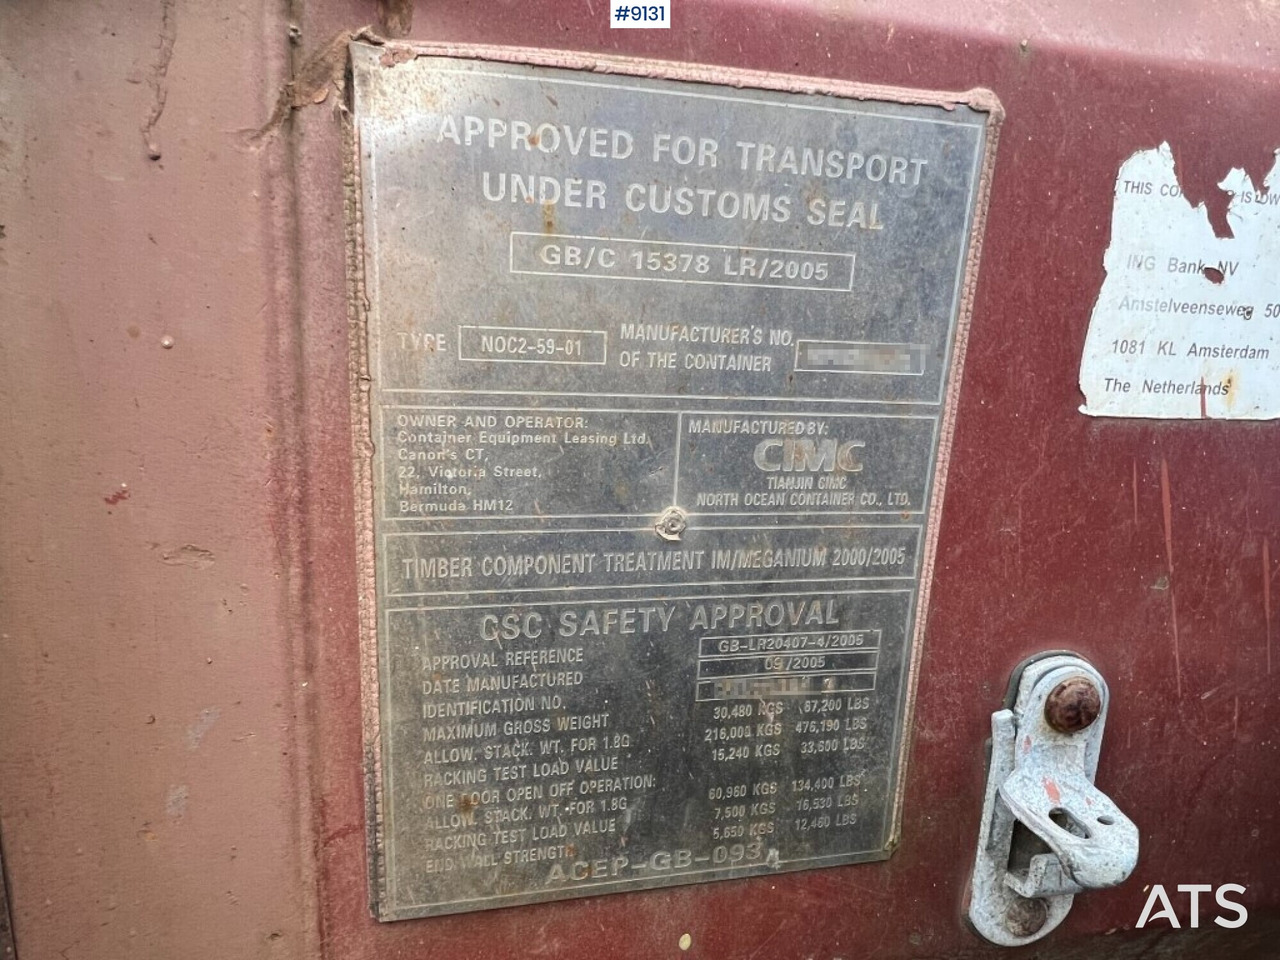 #9131
APPROVED FOR TRANSPORT
UNDER CUSTOMS SEAL
GB/C 15378 LR/2005
TYPE NOC2-59-01
MANUFACTURER'S NO.
OF THE CONTAINER
OWNER AND OPERATOR:
Container Equipment Leasing Ltd.
Canon's CT,
22, Victoria Street,
Hamilton,
Bermuda HM12
MANUFACTURED BY:
CIMC
TIANJIN CIMC
NORTH OCEAN CONTAINER CO., LTD.
TIMBER COMPONENT TREATMENT IM/MEGANIUM 2000/2005
CSC SAFETY APPROVAL
APPROVAL REFERENCE GB-LR20407-4/2005
DATE MANUFACTURED 09/2005
IDENTIFICATION NO.
MAXIMUM GROSS WEIGHT 30,480 KGS 67,200 LBS
ALLOW. STACK. WT. FOR 1.8G 216,000 KGS 476,190 LBS
RACKING TEST LOAD VALUE 15,240 KGS 33,600 LBS
ONE DOOR OPEN OFF OPERATION:
ALLOW. STACK. WT. FOR 1.8G 60,960 KGS 134,400 LBS
RACKING TEST LOAD VALUE 7,500 KGS 16,530 LBS
END WALL STRENGTH 5,650 KGS 12,460 LBS
ACEP-GB-093
THIS
ING Bank NV
Amstelveenseweg 50
1081 KL Amsterdam
The Netherlands
ATS